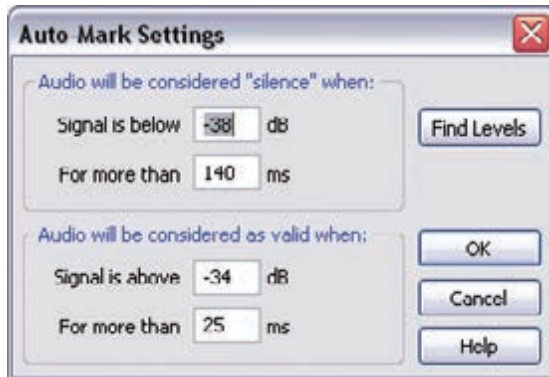 Auto-Mark Settings
Audio will be considered "silence" when:
Signal is below -38 dB
For more than 140 ms
Find Levels
Audio will be considered as valid when:
Signal is above -34 dB
For more than 25 ms
OK
Cancel
Help